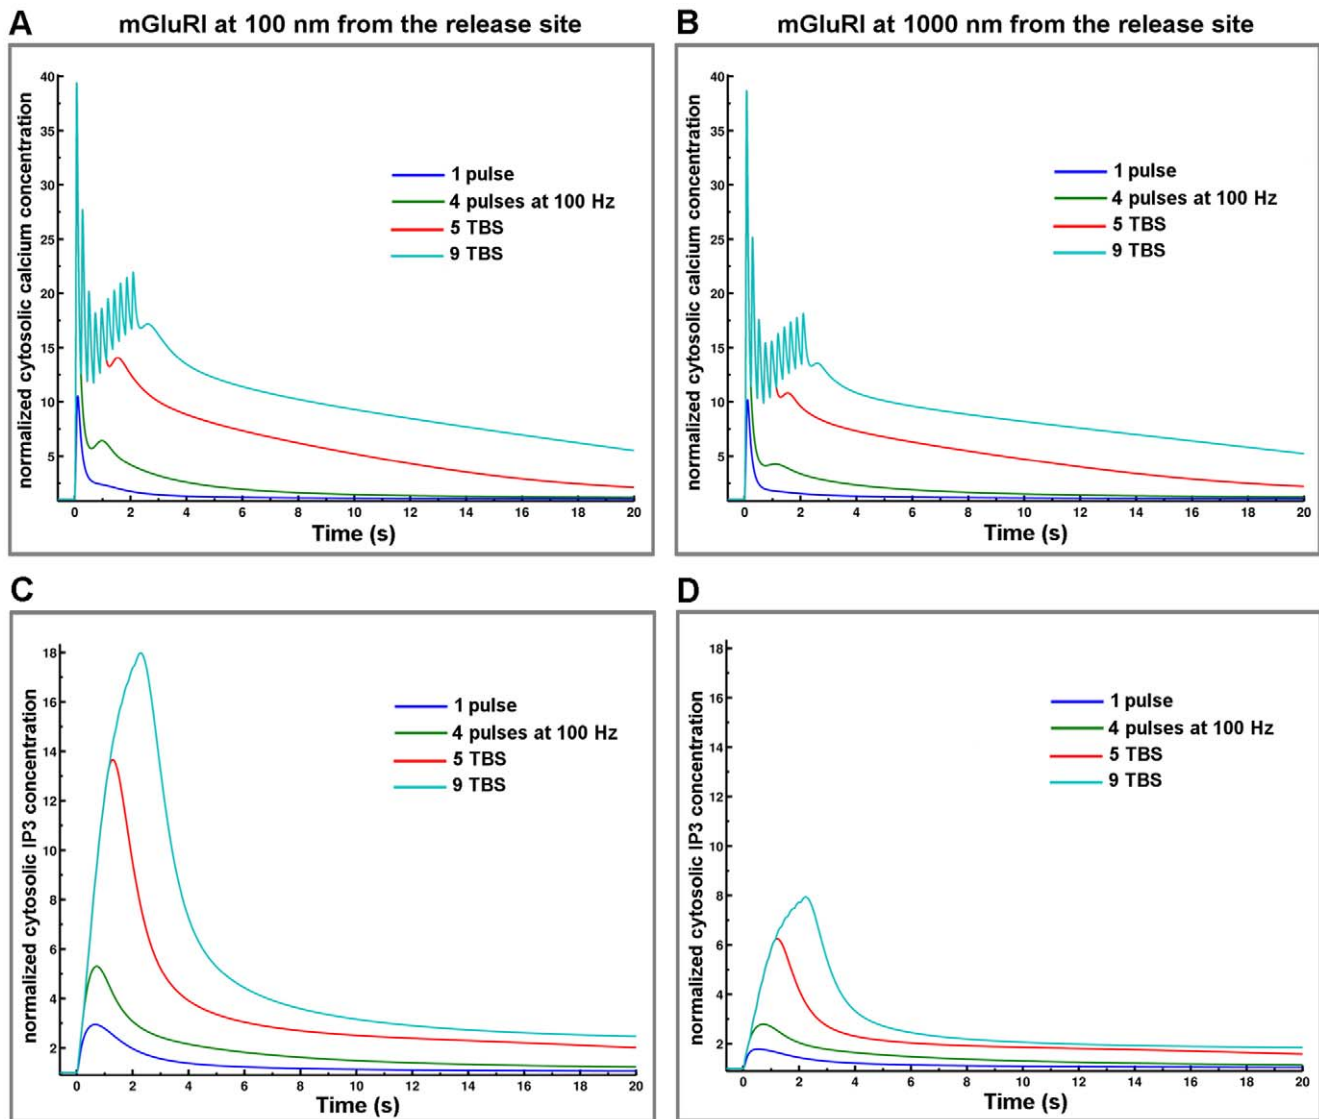 A
mGluRI at 100 nm from the release site
normalized cytosolic calcium concentration
40
35
30
25
20
15
10
5
1 pulse
4 pulses at 100 Hz
5 TBS
9 TBS
0 2 4 6 8 10 12 14 16 18 20
Time (s)
B
mGluRI at 1000 nm from the release site
normalized cytosolic calcium concentration
40
35
30
25
20
15
10
5
1 pulse
4 pulses at 100 Hz
5 TBS
9 TBS
0 2 4 6 8 10 12 14 16 18 20
Time (s)
C
normalized cytosolic IP3 concentration
18
16
14
12
10
8
6
4
2
1 pulse
4 pulses at 100 Hz
5 TBS
9 TBS
0 2 4 6 8 10 12 14 16 18 20
Time (s)
D
normalized cytosolic IP3 concentration
18
16
14
12
10
8
6
4
2
1 pulse
4 pulses at 100 Hz
5 TBS
9 TBS
0 2 4 6 8 10 12 14 16 18 20
Time (s)